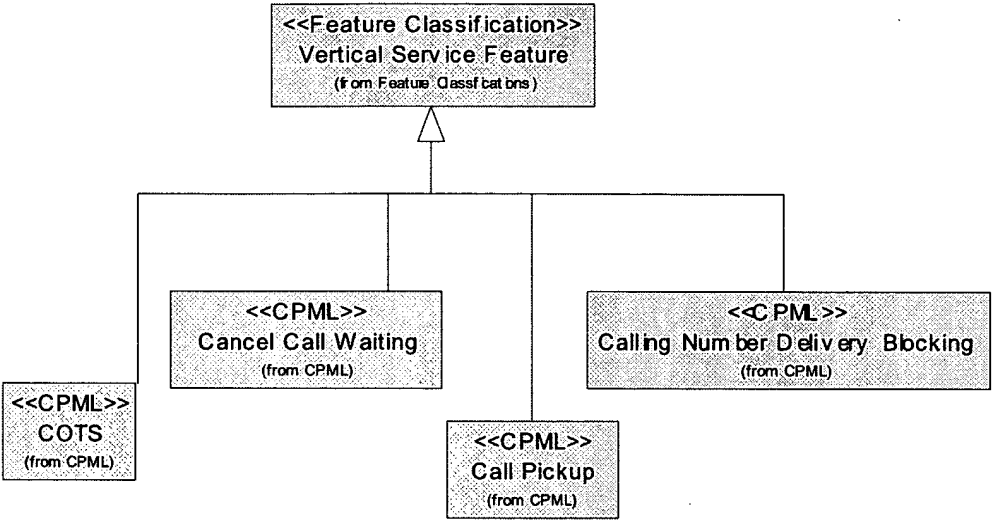 <<Feature Classification>>
Vertical Service Feature
(from Feature Classfications)
<<CPML>>
Cancel Call Waiting
(from CPML)
<<CPML>>
Calling Number Delivery Blocking
(from CPML)
<<CPML>>
COTS
(from CPML)
<<CPML>>
Call Pickup
(from CPML)